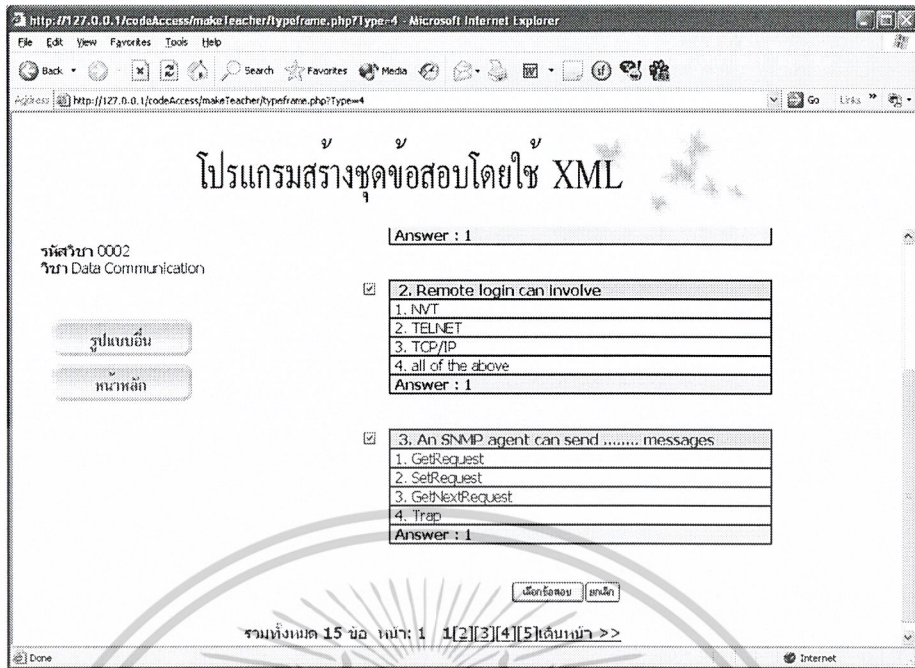 http://127.0.0.1/codeAccess/makeTeacher/typeframe.php?Type=4 - Microsoft Internet Explorer
File Edit View Favorites Tools Help
Back Search Favorites Media
Address http://127.0.0.1/codeAccess/makeTeacher/typeframe.php?Type=4 Go Links »
โปรแกรมสร้างชุดข้อสอบโดยใช้ XML
รหัสวิชา 0002
วิชา Data Communication
รูปแบบอื่น
หน้าหลัก
Answer : 1
2. Remote login can involve
1. NVT
2. TELNET
3. TCP/IP
4. all of the above
Answer : 1
3. An SNMP agent can send ........ messages
1. GetRequest
2. SetRequest
3. GetNextRequest
4. Trap
Answer : 1
เลือกข้อสอบ ยกเลิก
รวมทั้งหมด 15 ข้อ หน้า: 1 1[2][3][4][5]เดินหน้า >>
Done Internet